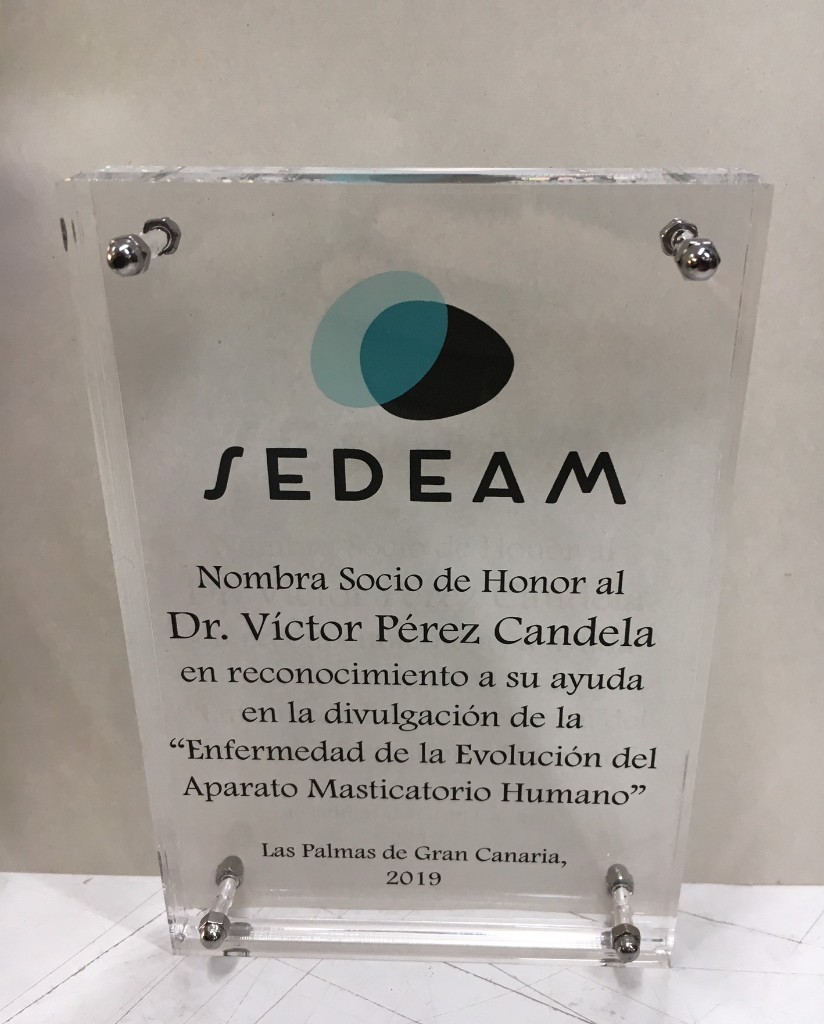 SEDEAM
Nombra Socio de Honor al
Dr. Víctor Pérez Candela
en reconocimiento a su ayuda
en la divulgación de la
“Enfermedad de la Evolución del
Aparato Masticatorio Humano”
Las Palmas de Gran Canaria,
2019